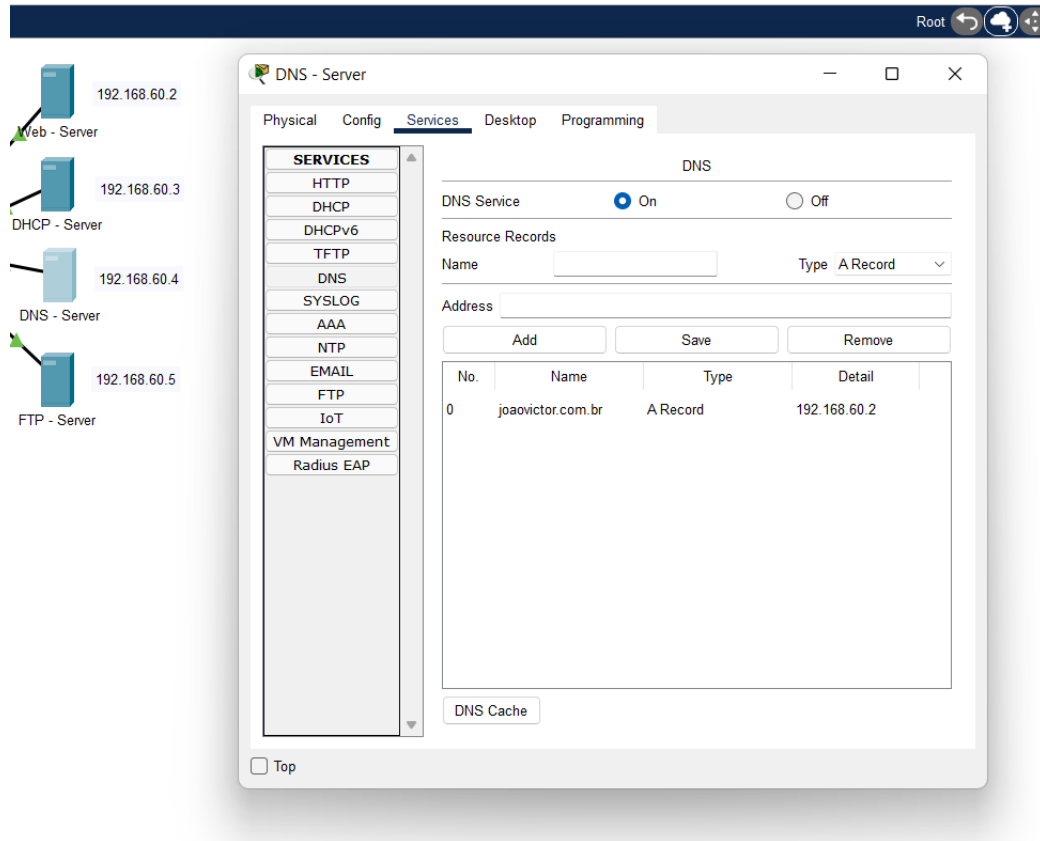 Root
192.168.60.2
Web - Server
192.168.60.3
DHCP - Server
192.168.60.4
DNS - Server
192.168.60.5
FTP - Server
DNS - Server
Physical Config Services Desktop Programming
SERVICES
HTTP
DHCP
DHCPv6
TFTP
DNS
SYSLOG
AAA
NTP
EMAIL
FTP
IoT
VM Management
Radius EAP
DNS
DNS Service On Off
Resource Records
Name Type A Record
Address
Add Save Remove
No. Name Type Detail
0 joaovictor.com.br A Record 192.168.60.2
DNS Cache
Top